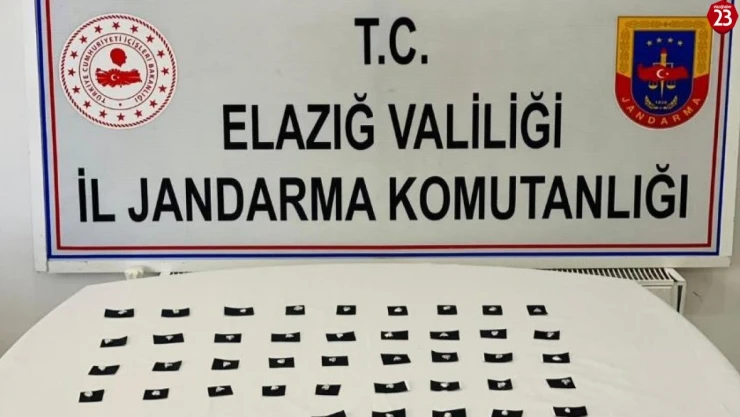 23
T.C.
ELAZIĞ VALİLİĞİ
İL JANDARMA KOMUTANLIĞI
TÜRKİYE CUMHURİYETİ İÇİŞLERİ BAKANLIĞI
JANDARMA